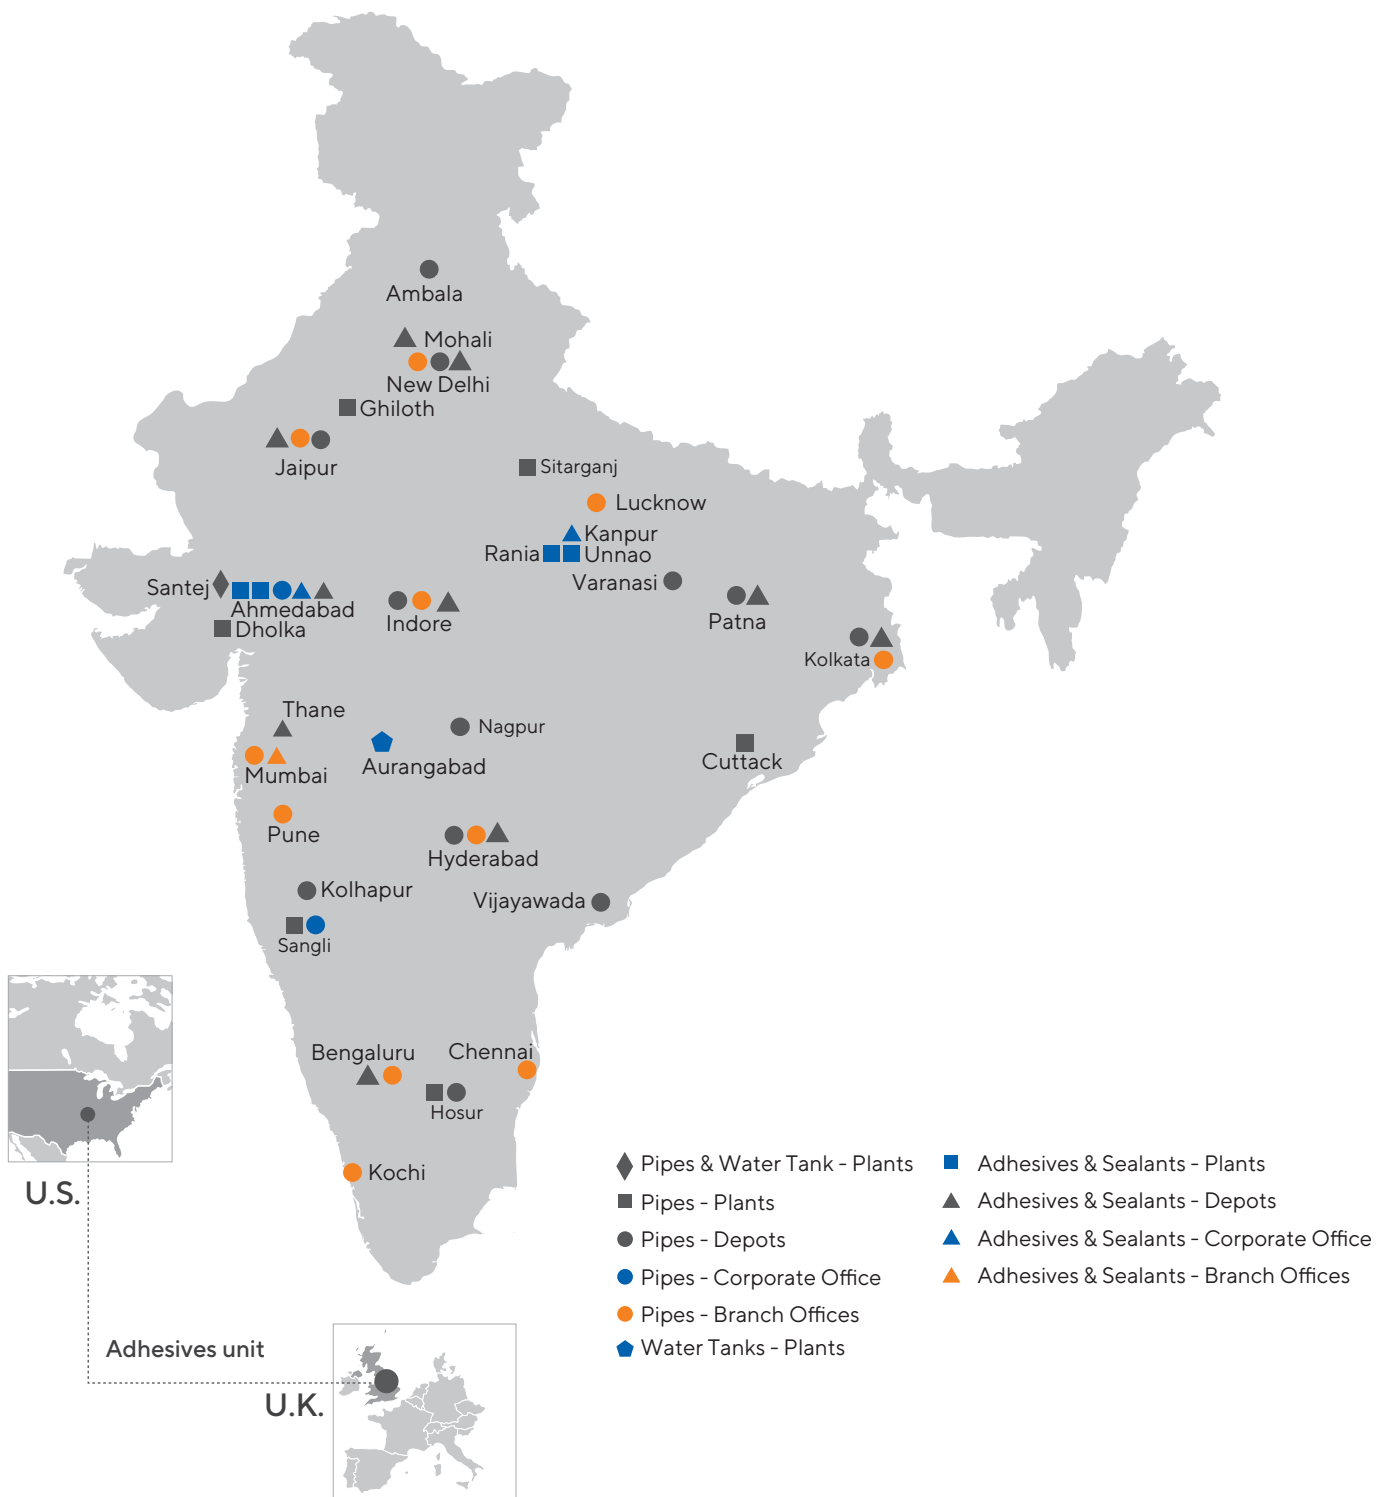 Ambala
Mohali
New Delhi
Ghiloth
Jaipur
Sitarganj
Lucknow
Kanpur
Rania
Unnao
Varanasi
Santej
Ahmedabad
Dholka
Indore
Patna
Kolkata
Thane
Nagpur
Mumbai
Aurangabad
Cuttack
Pune
Hyderabad
Kolhapur
Vijayawada
Sangli
Bengaluru
Chennai
Hosur
Kochi
U.S.
Adhesives unit
U.K.
Pipes & Water Tank - Plants
Pipes - Plants
Pipes - Depots
Pipes - Corporate Office
Pipes - Branch Offices
Water Tanks - Plants
Adhesives & Sealants - Plants
Adhesives & Sealants - Depots
Adhesives & Sealants - Corporate Office
Adhesives & Sealants - Branch Offices